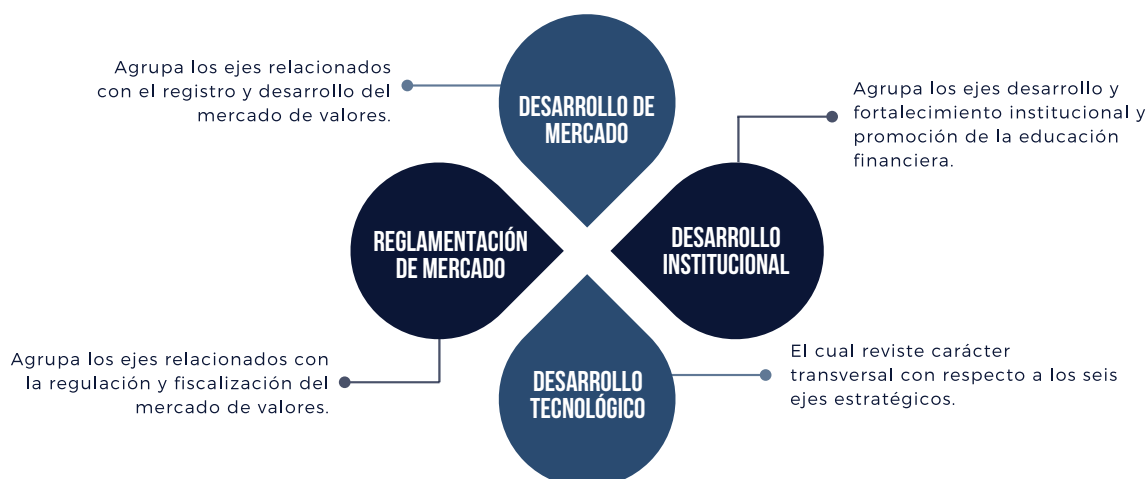 Agrupa los ejes relacionados
con el registro y desarrollo del
mercado de valores.
DESARROLLO DE
MERCADO
Agrupa los ejes desarrollo y
fortalecimiento institucional y
promoción de la educación
financiera.
REGLAMENTACIÓN
DE MERCADO
DESARROLLO
INSTITUCIONAL
Agrupa los ejes relacionados con
la regulación y fiscalización del
mercado de valores.
DESARROLLO
TECNOLÓGICO
El cual reviste carácter
transversal con respecto a los seis
ejes estratégicos.